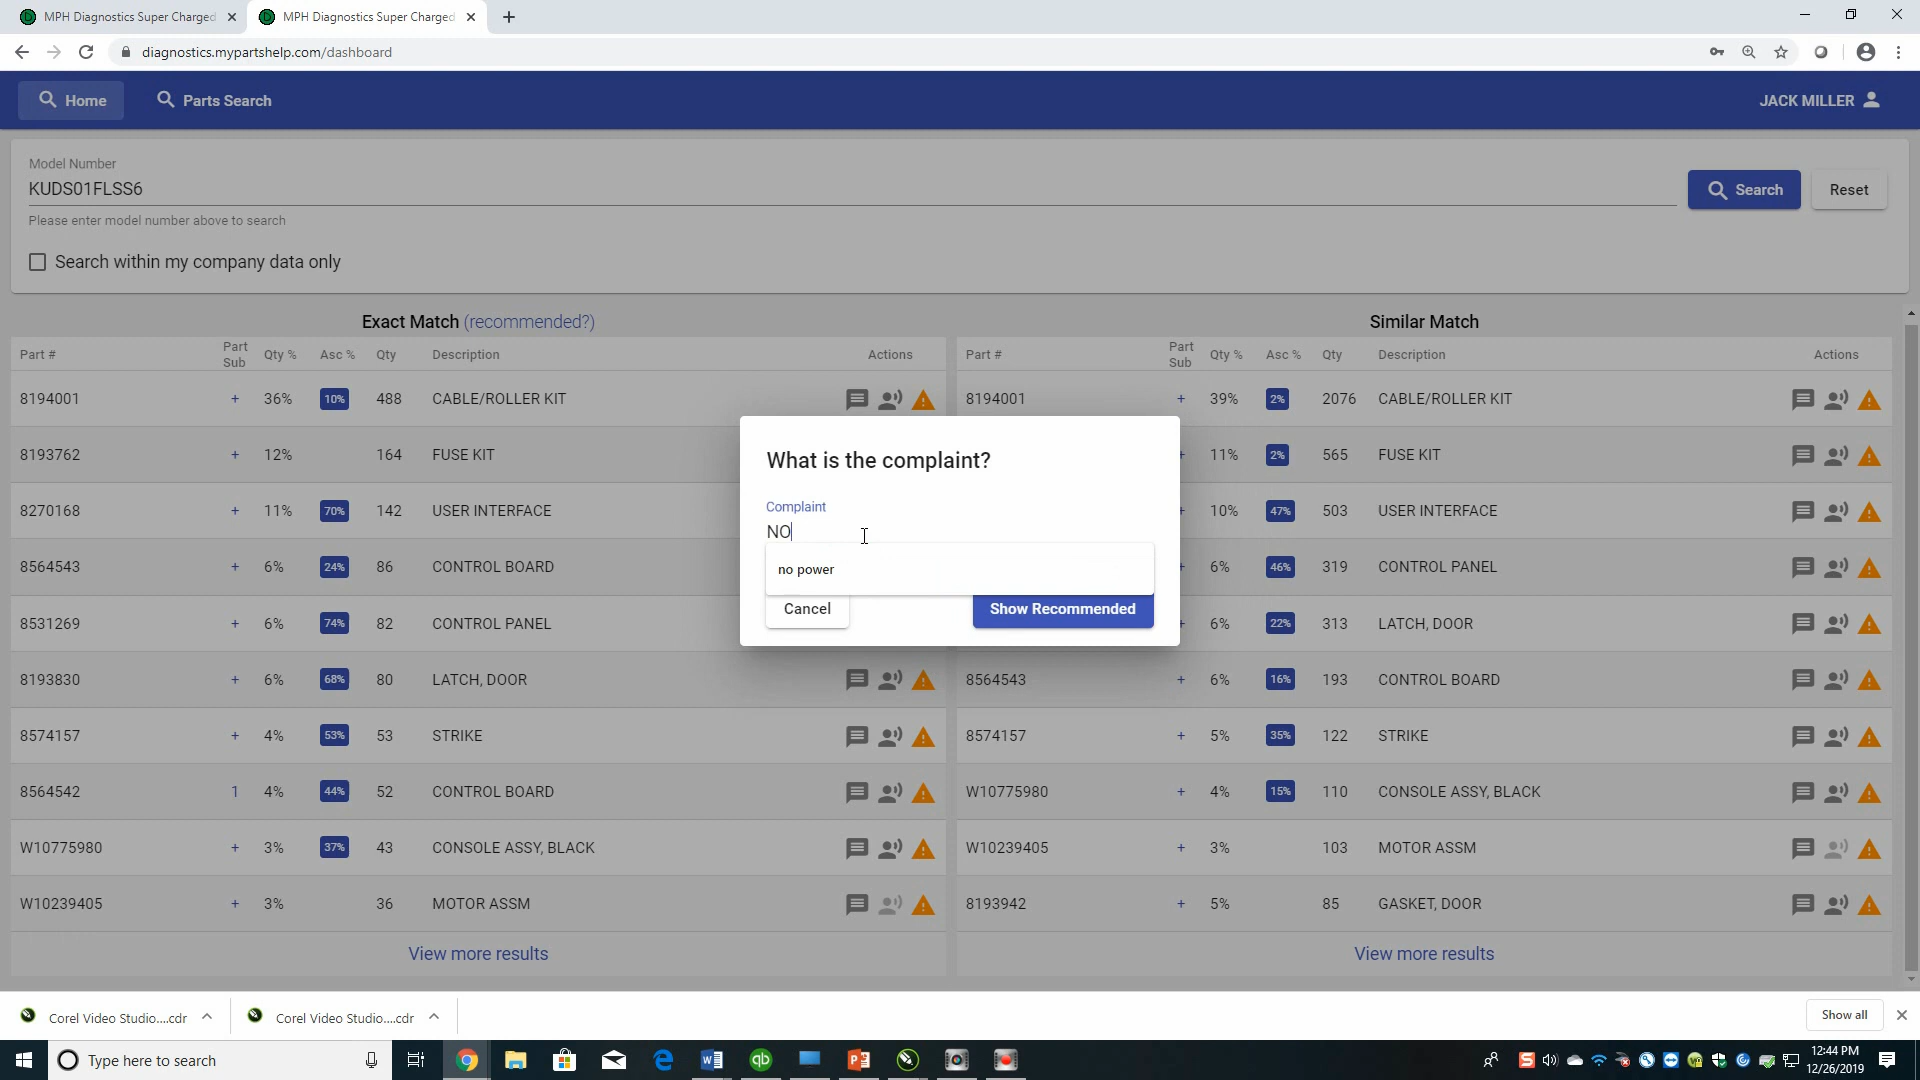 MPH Diagnostics Super Charged
MPH Diagnostics Super Charged
diagnostics.mypartshelp.com/dashboard
Home
Parts Search
JACK MILLER
Model Number
KUDS01FLSS6
Search
Reset
Please enter model number above to search
Search within my company data only
Exact Match (recommended?)
Similar Match
Part # Part Sub Qty % Asc % Qty Description Actions
8194001 + 36% 10% 488 CABLE/ROLLER KIT
8193762 + 12% 164 FUSE KIT
8270168 + 11% 70% 142 USER INTERFACE
8564543 + 6% 24% 86 CONTROL BOARD
8531269 + 6% 74% 82 CONTROL PANEL
8193830 + 6% 68% 80 LATCH, DOOR
8574157 + 4% 53% 53 STRIKE
8564542 1 4% 44% 52 CONTROL BOARD
W10775980 + 3% 37% 43 CONSOLE ASSY, BLACK
W10239405 + 3% 36 MOTOR ASSM
View more results
Part # Part Sub Qty % Asc % Qty Description Actions
8194001 + 39% 2% 2076 CABLE/ROLLER KIT
+ 11% 2% 565 FUSE KIT
+ 10% 47% 503 USER INTERFACE
+ 6% 46% 319 CONTROL PANEL
+ 6% 22% 313 LATCH, DOOR
8564543 + 6% 16% 193 CONTROL BOARD
8574157 + 5% 35% 122 STRIKE
W10775980 + 4% 15% 110 CONSOLE ASSY, BLACK
W10239405 + 3% 103 MOTOR ASSM
8193942 + 5% 85 GASKET, DOOR
View more results
What is the complaint?
Complaint
NO
no power
Cancel
Show Recommended
Corel Video Studio....cdr
Corel Video Studio....cdr
Show all
Type here to search
12:44 PM
12/26/2019